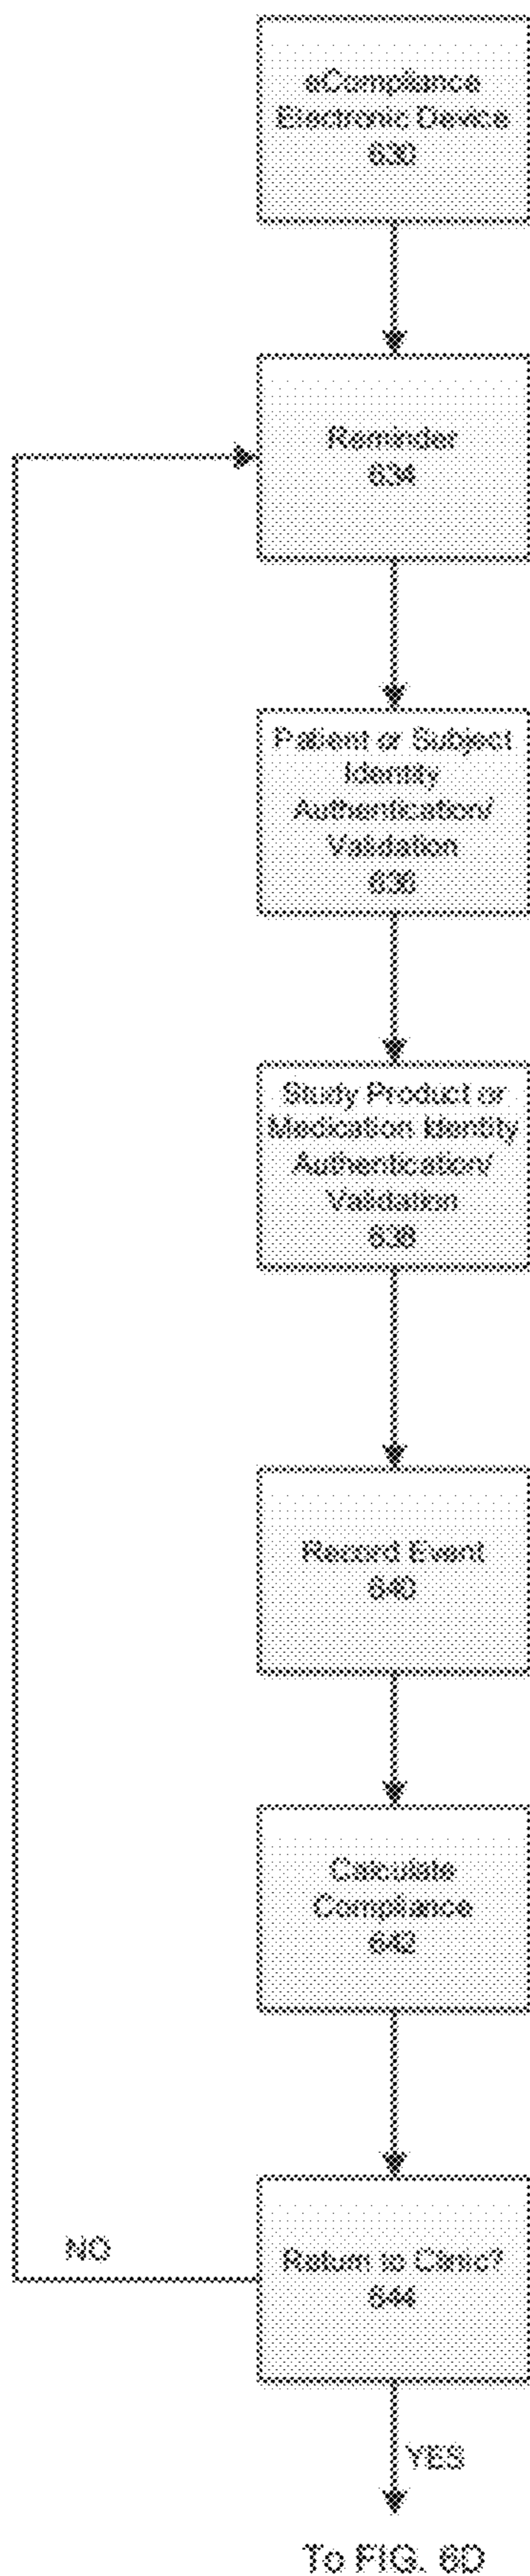 eCompliance
Electronic Device
630
Reminder
634
Patient or Subject
Identity
Authentication/
Validation
636
Study Product or
Medication Identity
Authentication/
Validation
638
Record Event
640
Calculate
Compliance
642
Return to Clinic?
644
NO
YES
To FIG. 6D